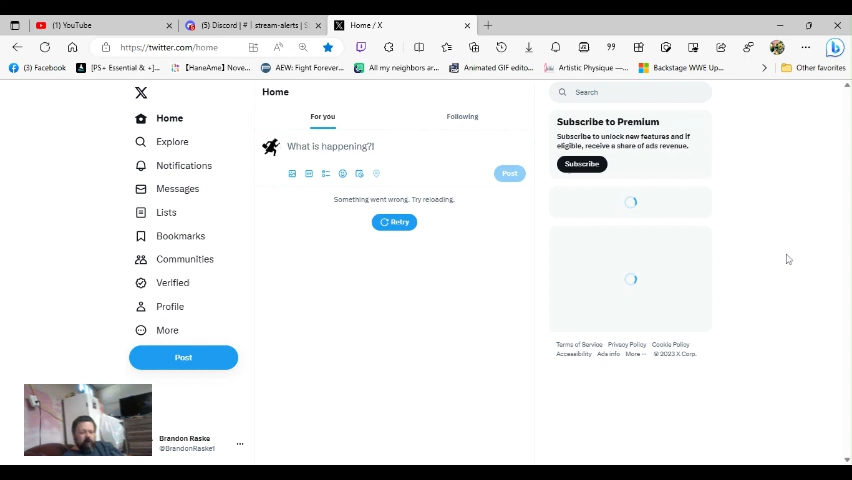 (1) YouTube
(5) Discord | # | stream-alerts | S
Home / X
https://twitter.com/home
(3) Facebook
[PS+ Essential & +]...
【HaneAme】 Nove...
AEW: Fight Forever...
All my neighbors ar...
Animated GIF edito...
Artistic Physique —...
Backstage WWE Up...
Other favorites
Home
Explore
Notifications
Messages
Lists
Bookmarks
Communities
Verified
Profile
More
Post
Brandon Raske
@BrandonRaske1
Home
For you
Following
What is happening?!
Post
Something went wrong. Try reloading.
Retry
Search
Subscribe to Premium
Subscribe to unlock new features and if
eligible, receive a share of ads revenue.
Subscribe
Terms of Service Privacy Policy Cookie Policy
Accessibility Ads info More ··· © 2023 X Corp.